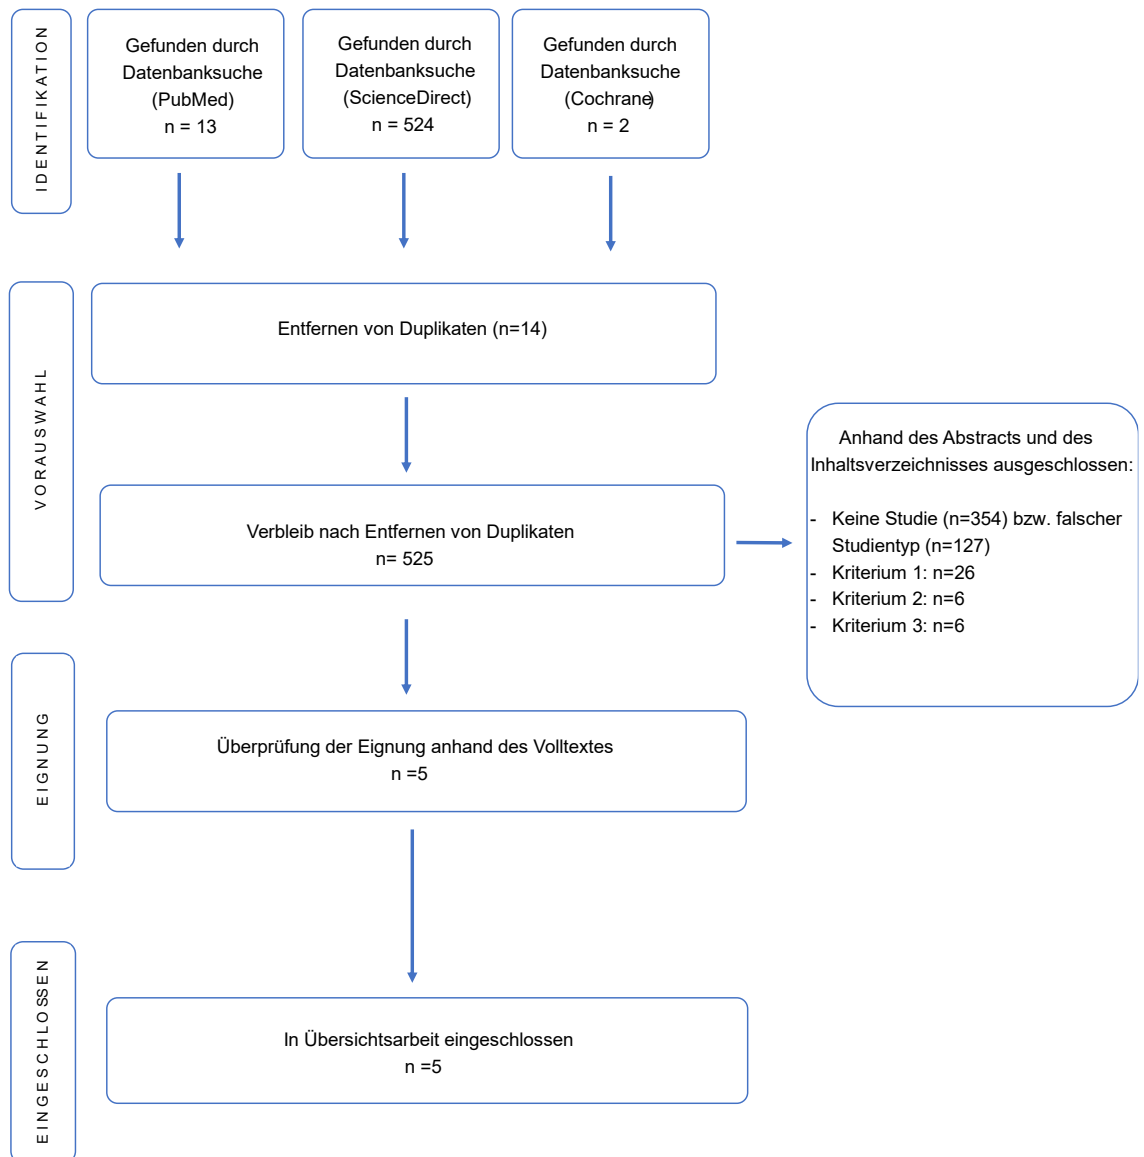 IDENTIFIKATION
Gefunden durch
Datenbanksuche
(PubMed)
n = 13
Gefunden durch
Datenbanksuche
(ScienceDirect)
n = 524
Gefunden durch
Datenbanksuche
(Cochrane)
n = 2
VORAUSWAHL
Entfernen von Duplikaten (n=14)
Verbleib nach Entfernen von Duplikaten
n= 525
Anhand des Abstracts und des
Inhaltsverzeichnisses ausgeschlossen:
- Keine Studie (n=354) bzw. falscher
Studientyp (n=127)
- Kriterium 1: n=26
- Kriterium 2: n=6
- Kriterium 3: n=6
EIGNUNG
Überprüfung der Eignung anhand des Volltextes
n =5
EINGESCHLOSSEN
In Übersichtsarbeit eingeschlossen
n =5